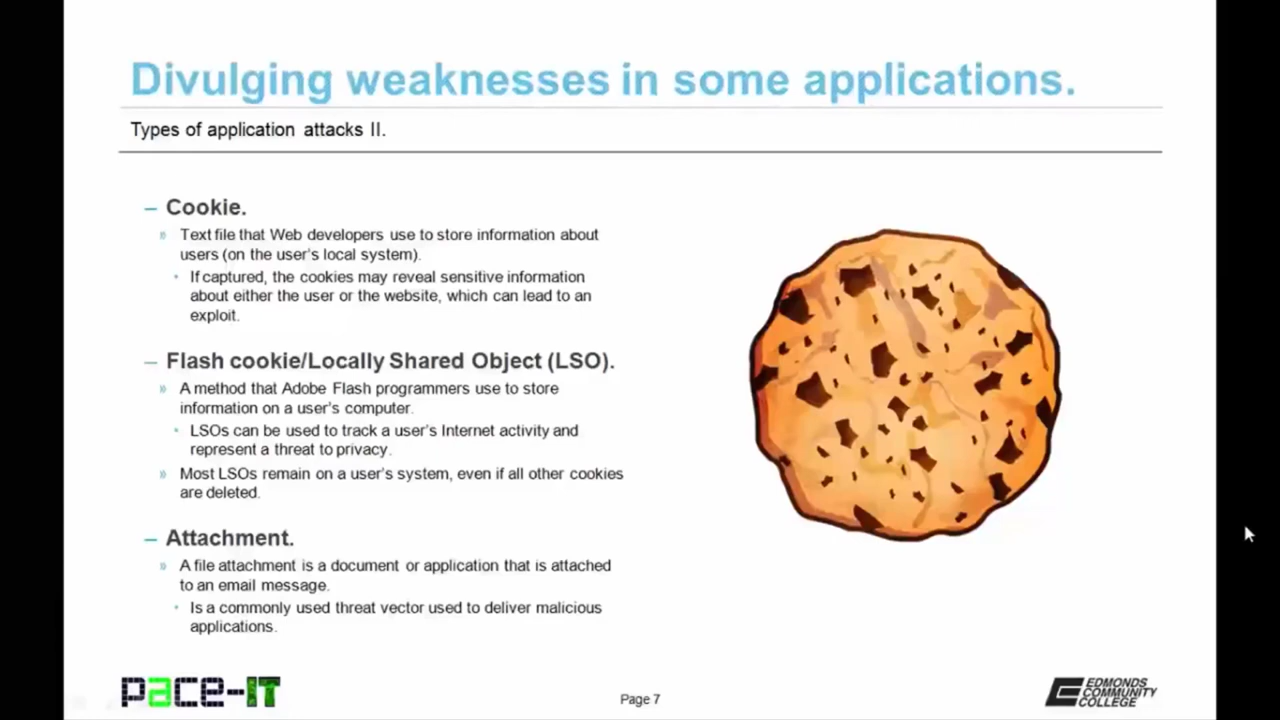 Divulging weaknesses in some applications.
Types of application attacks II.
– Cookie.
» Text file that Web developers use to store information about
users (on the user's local system).
• If captured, the cookies may reveal sensitive information
about either the user or the website, which can lead to an
exploit.
– Flash cookie/Locally Shared Object (LSO).
» A method that Adobe Flash programmers use to store
information on a user's computer.
• LSOs can be used to track a user's Internet activity and
represent a threat to privacy.
» Most LSOs remain on a user's system, even if all other cookies
are deleted.
– Attachment.
» A file attachment is a document or application that is attached
to an email message.
• Is a commonly used threat vector used to deliver malicious
applications.
pace-IT
Page 7
EDMONDS
COMMUNITY
COLLEGE